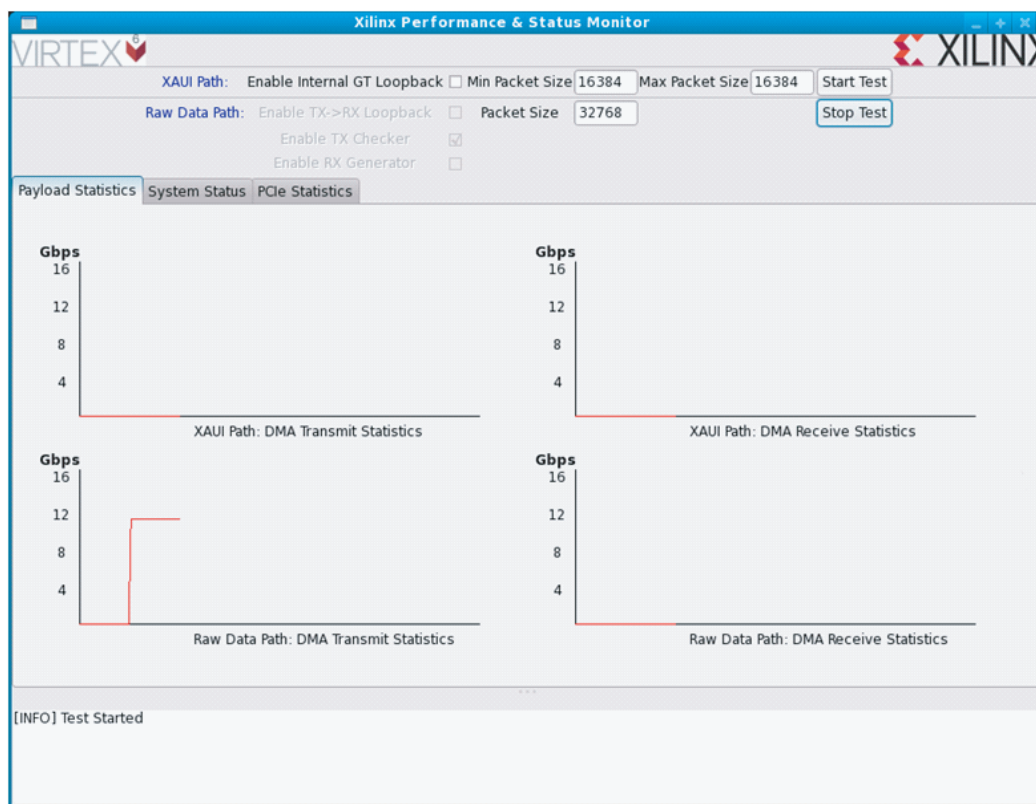 Xilinx Performance & Status Monitor
VIRTEX 6
XILINX
XAUI Path: Enable Internal GT Loopback Min Packet Size 16384 Max Packet Size 16384 Start Test
Raw Data Path: Enable TX->RX Loopback Packet Size 32768 Stop Test
Enable TX Checker
Enable RX Generator
Payload Statistics System Status PCIe Statistics
Gbps
16
12
8
4
XAUI Path: DMA Transmit Statistics
Gbps
16
12
8
4
XAUI Path: DMA Receive Statistics
Gbps
16
12
8
4
Raw Data Path: DMA Transmit Statistics
Gbps
16
12
8
4
Raw Data Path: DMA Receive Statistics
[INFO] Test Started